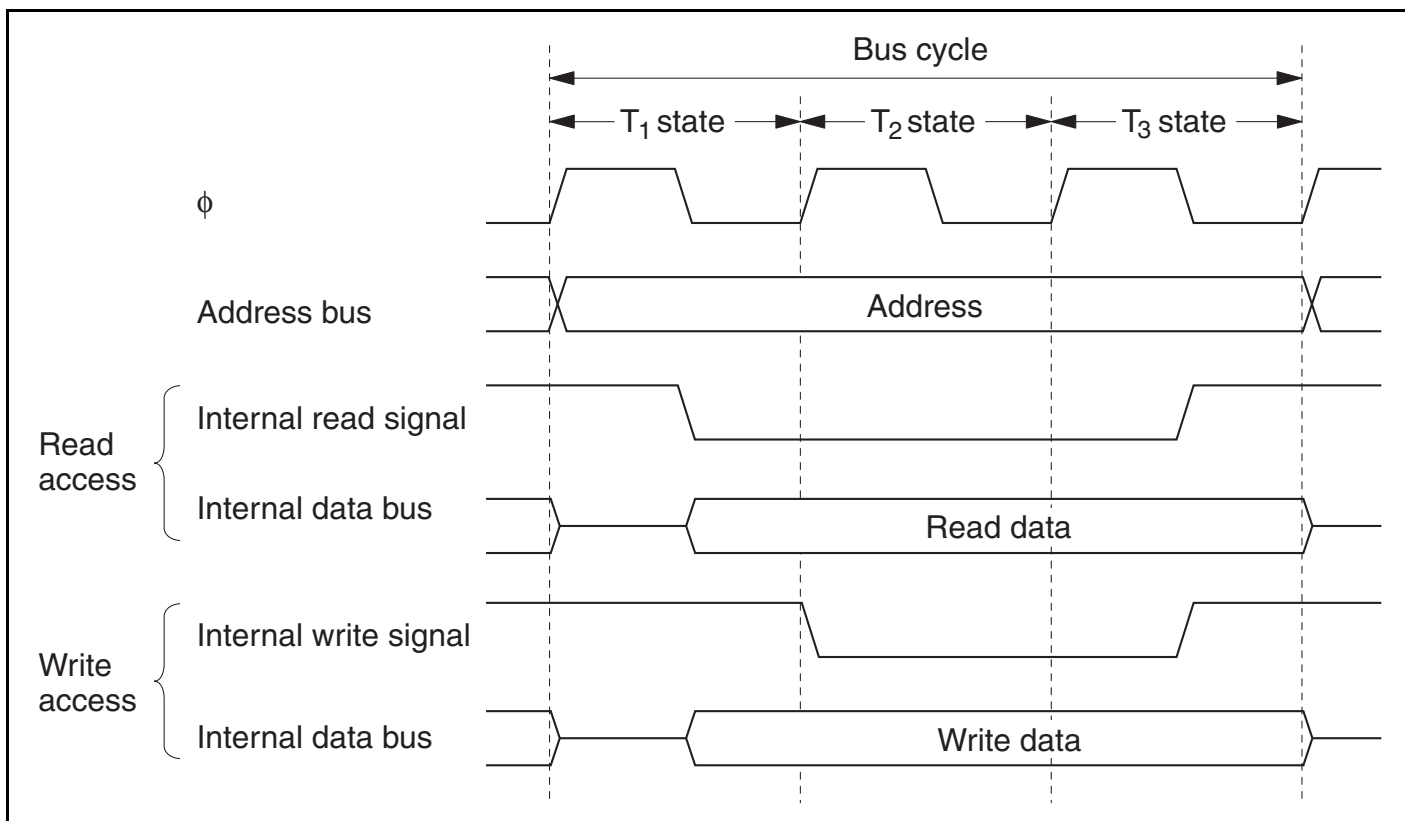 Bus cycle
T₁ state T₂ state T₃ state
ϕ
Address bus
Address
Read
access
Internal read signal
Internal data bus
Read data
Write
access
Internal write signal
Internal data bus
Write data